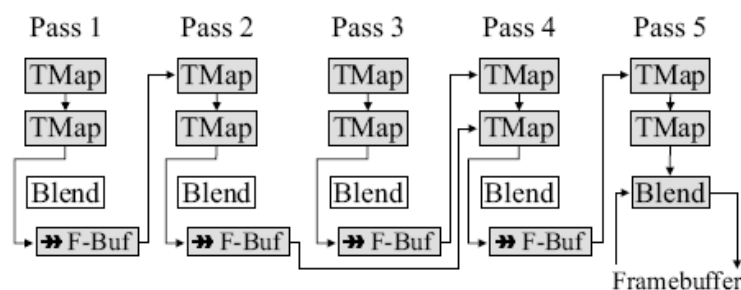 Pass 1 Pass 2 Pass 3 Pass 4 Pass 5
TMap TMap TMap TMap TMap
TMap TMap TMap TMap TMap
Blend Blend Blend Blend Blend
F-Buf F-Buf F-Buf F-Buf
Framebuffer